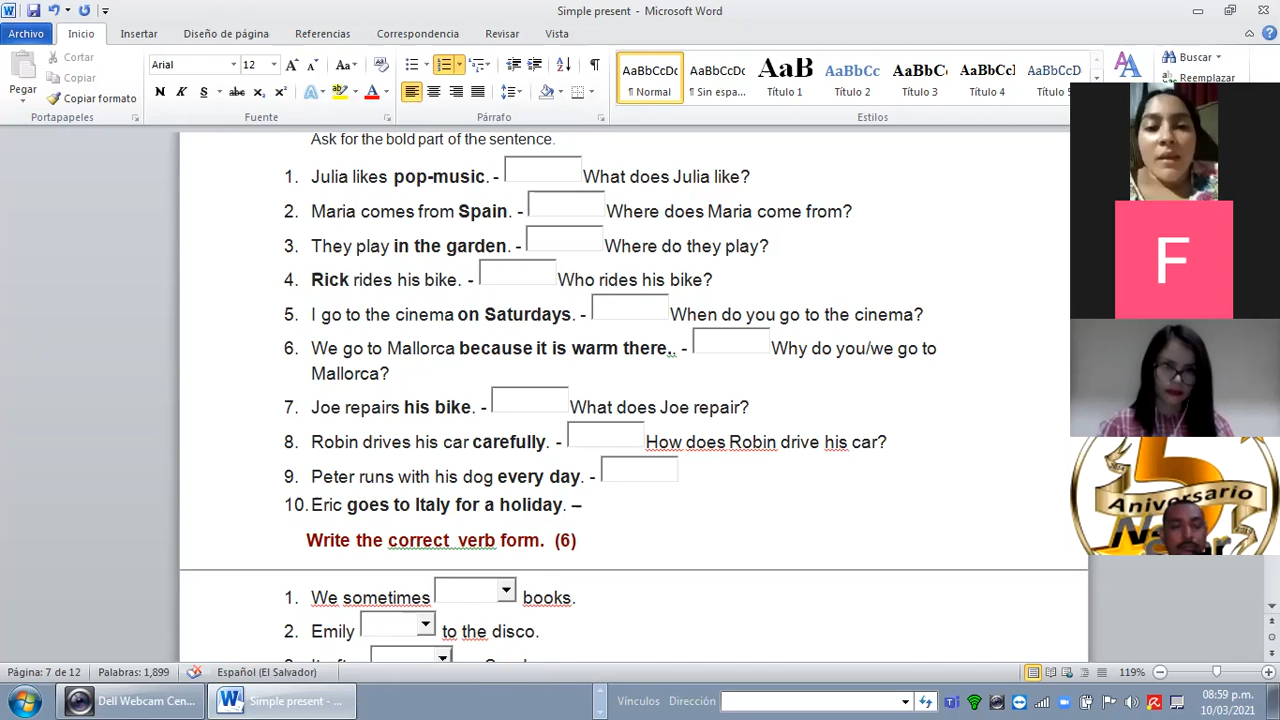 Simple present - Microsoft Word
Archivo Inicio Insertar Diseño de página Referencias Correspondencia Revisar Vista
Pegar
Cortar
Copiar
Copiar formato
Portapapeles
Arial 12 Aa
N K S abc x₂ x² A ab A
Fuente
Párrafo
AaBbCcDc AaBbCcDc AaB AaBbCc AaBbCc AaBbCc AaBbCcDc
¶ Normal ¶ Sin espa... Título 1 Título 2 Título 3 Título 4
Estilos
Buscar
Reemplazar
Ask for the bold part of the sentence.
1. Julia likes pop-music. - What does Julia like?
2. Maria comes from Spain. - Where does Maria come from?
3. They play in the garden. - Where do they play?
4. Rick rides his bike. - Who rides his bike?
5. I go to the cinema on Saturdays. - When do you go to the cinema?
6. We go to Mallorca because it is warm there.. - Why do you/we go to
Mallorca?
7. Joe repairs his bike. - What does Joe repair?
8. Robin drives his car carefully. - How does Robin drive his car?
9. Peter runs with his dog every day. -
10. Eric goes to Italy for a holiday. –
Write the correct verb form. (6)
1. We sometimes books.
2. Emily to the disco.
F
5
Aniversario
Página: 7 de 12 Palabras: 1,899 Español (El Salvador) 119%
Dell Webcam Cen... Simple present - ... Vínculos Dirección
08:59 p.m.
10/03/2021